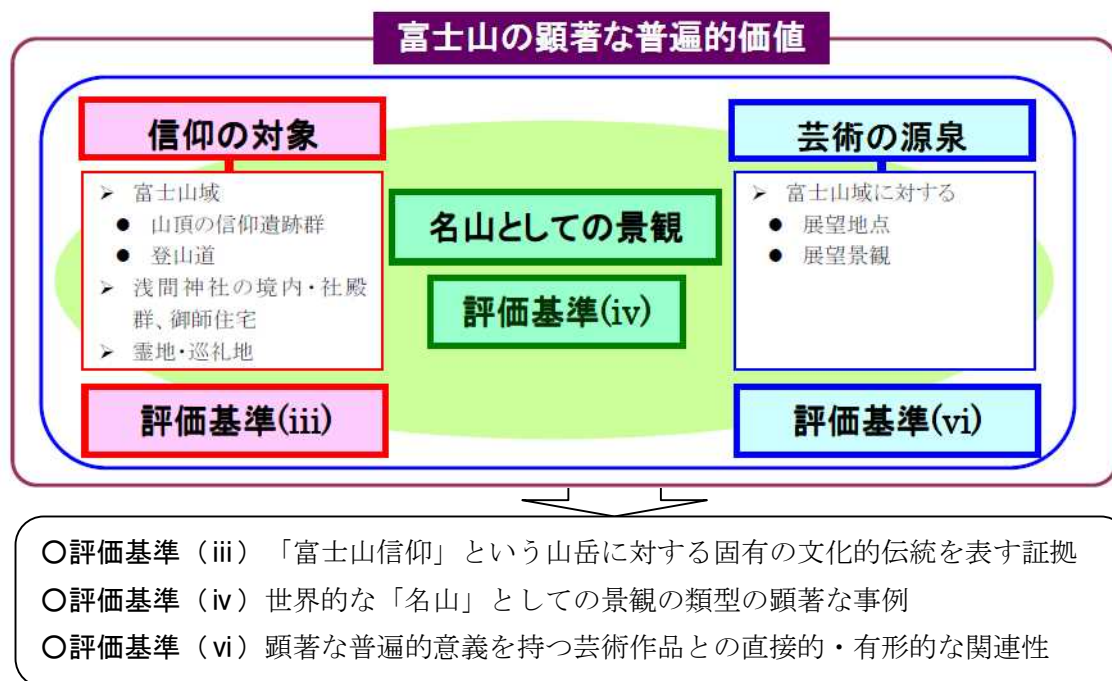 富士山の顕著な普遍的価値
信仰の対象
➢ 富士山域
● 山頂の信仰遺跡群
● 登山道
➢ 浅間神社の境内・社殿
群、御師住宅
➢ 霊地・巡礼地
評価基準(iii)
名山としての景観
評価基準(iv)
芸術の源泉
➢ 富士山域に対する
● 展望地点
● 展望景観
評価基準(vi)
〇評価基準（ⅲ）「富士山信仰」という山岳に対する固有の文化的伝統を表す証拠
〇評価基準（ⅳ）世界的な「名山」としての景観の類型の顕著な事例
〇評価基準（ⅵ）顕著な普遍的意義を持つ芸術作品との直接的・有形的な関連性